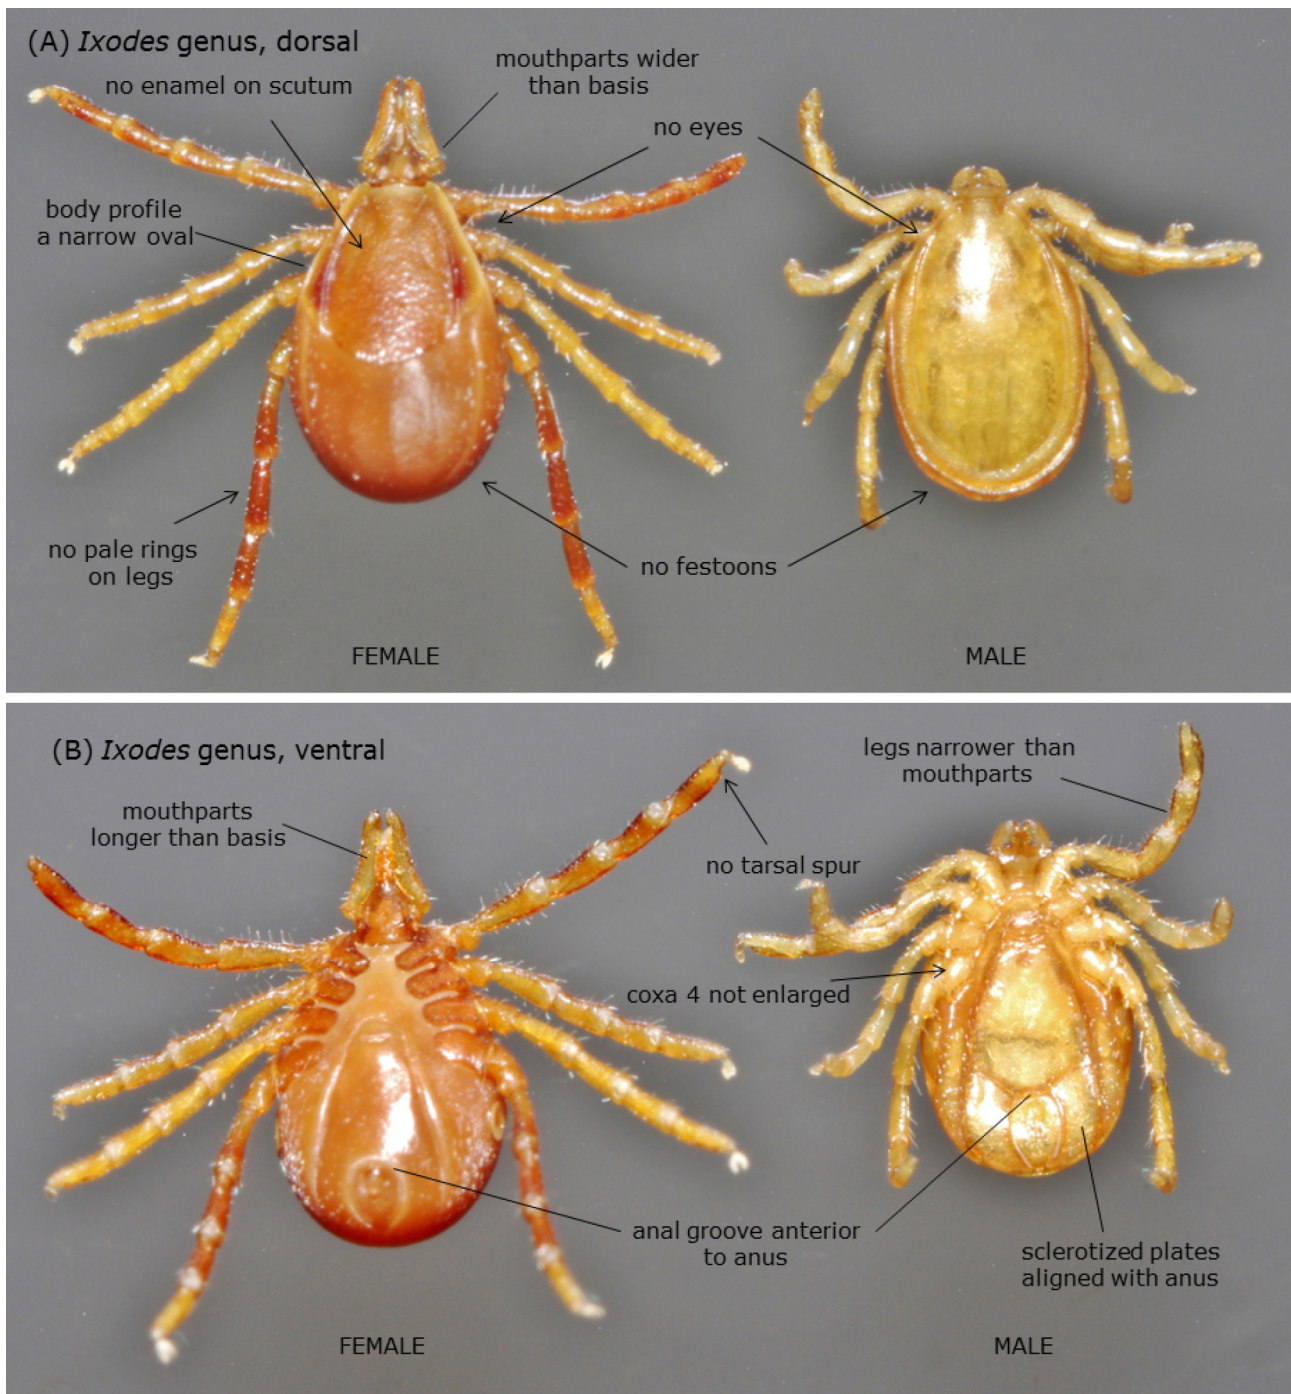 (A) Ixodes genus, dorsal
no enamel on scutum
mouthparts wider
than basis
no eyes
body profile
a narrow oval
no pale rings
on legs
no festoons
FEMALE
MALE
(B) Ixodes genus, ventral
legs narrower than
mouthparts
mouthparts
longer than basis
no tarsal spur
coxa 4 not enlarged
anal groove anterior
to anus
sclerotized plates
aligned with anus
FEMALE
MALE